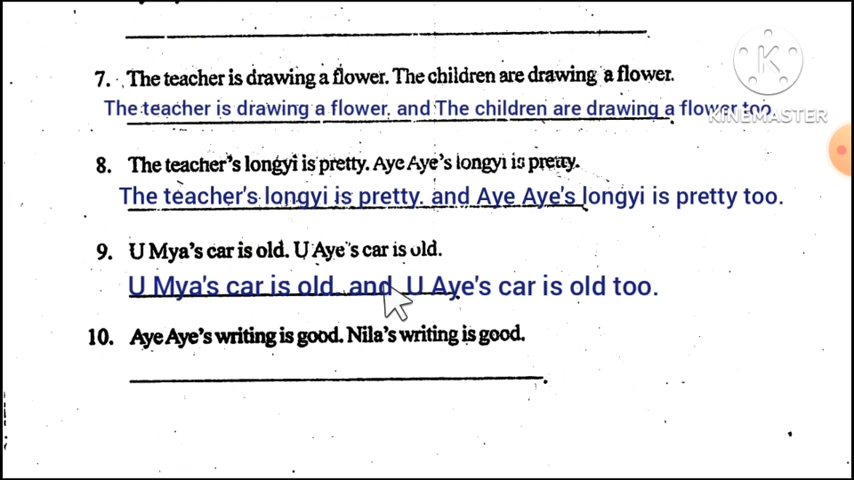 7. The teacher is drawing a flower. The children are drawing a flower.
The teacher is drawing a flower. and The children are drawing a flower too.
KINEMASTER
8. The teacher's longyi is pretty. Aye Aye's longyi is pretty.
The teacher's longyi is pretty. and Aye Aye's longyi is pretty too.
9. U Mya's car is old. U Aye's car is old.
U Mya's car is old and U Aye's car is old too.
10. Aye Aye's writing is good. Nila's writing is good.